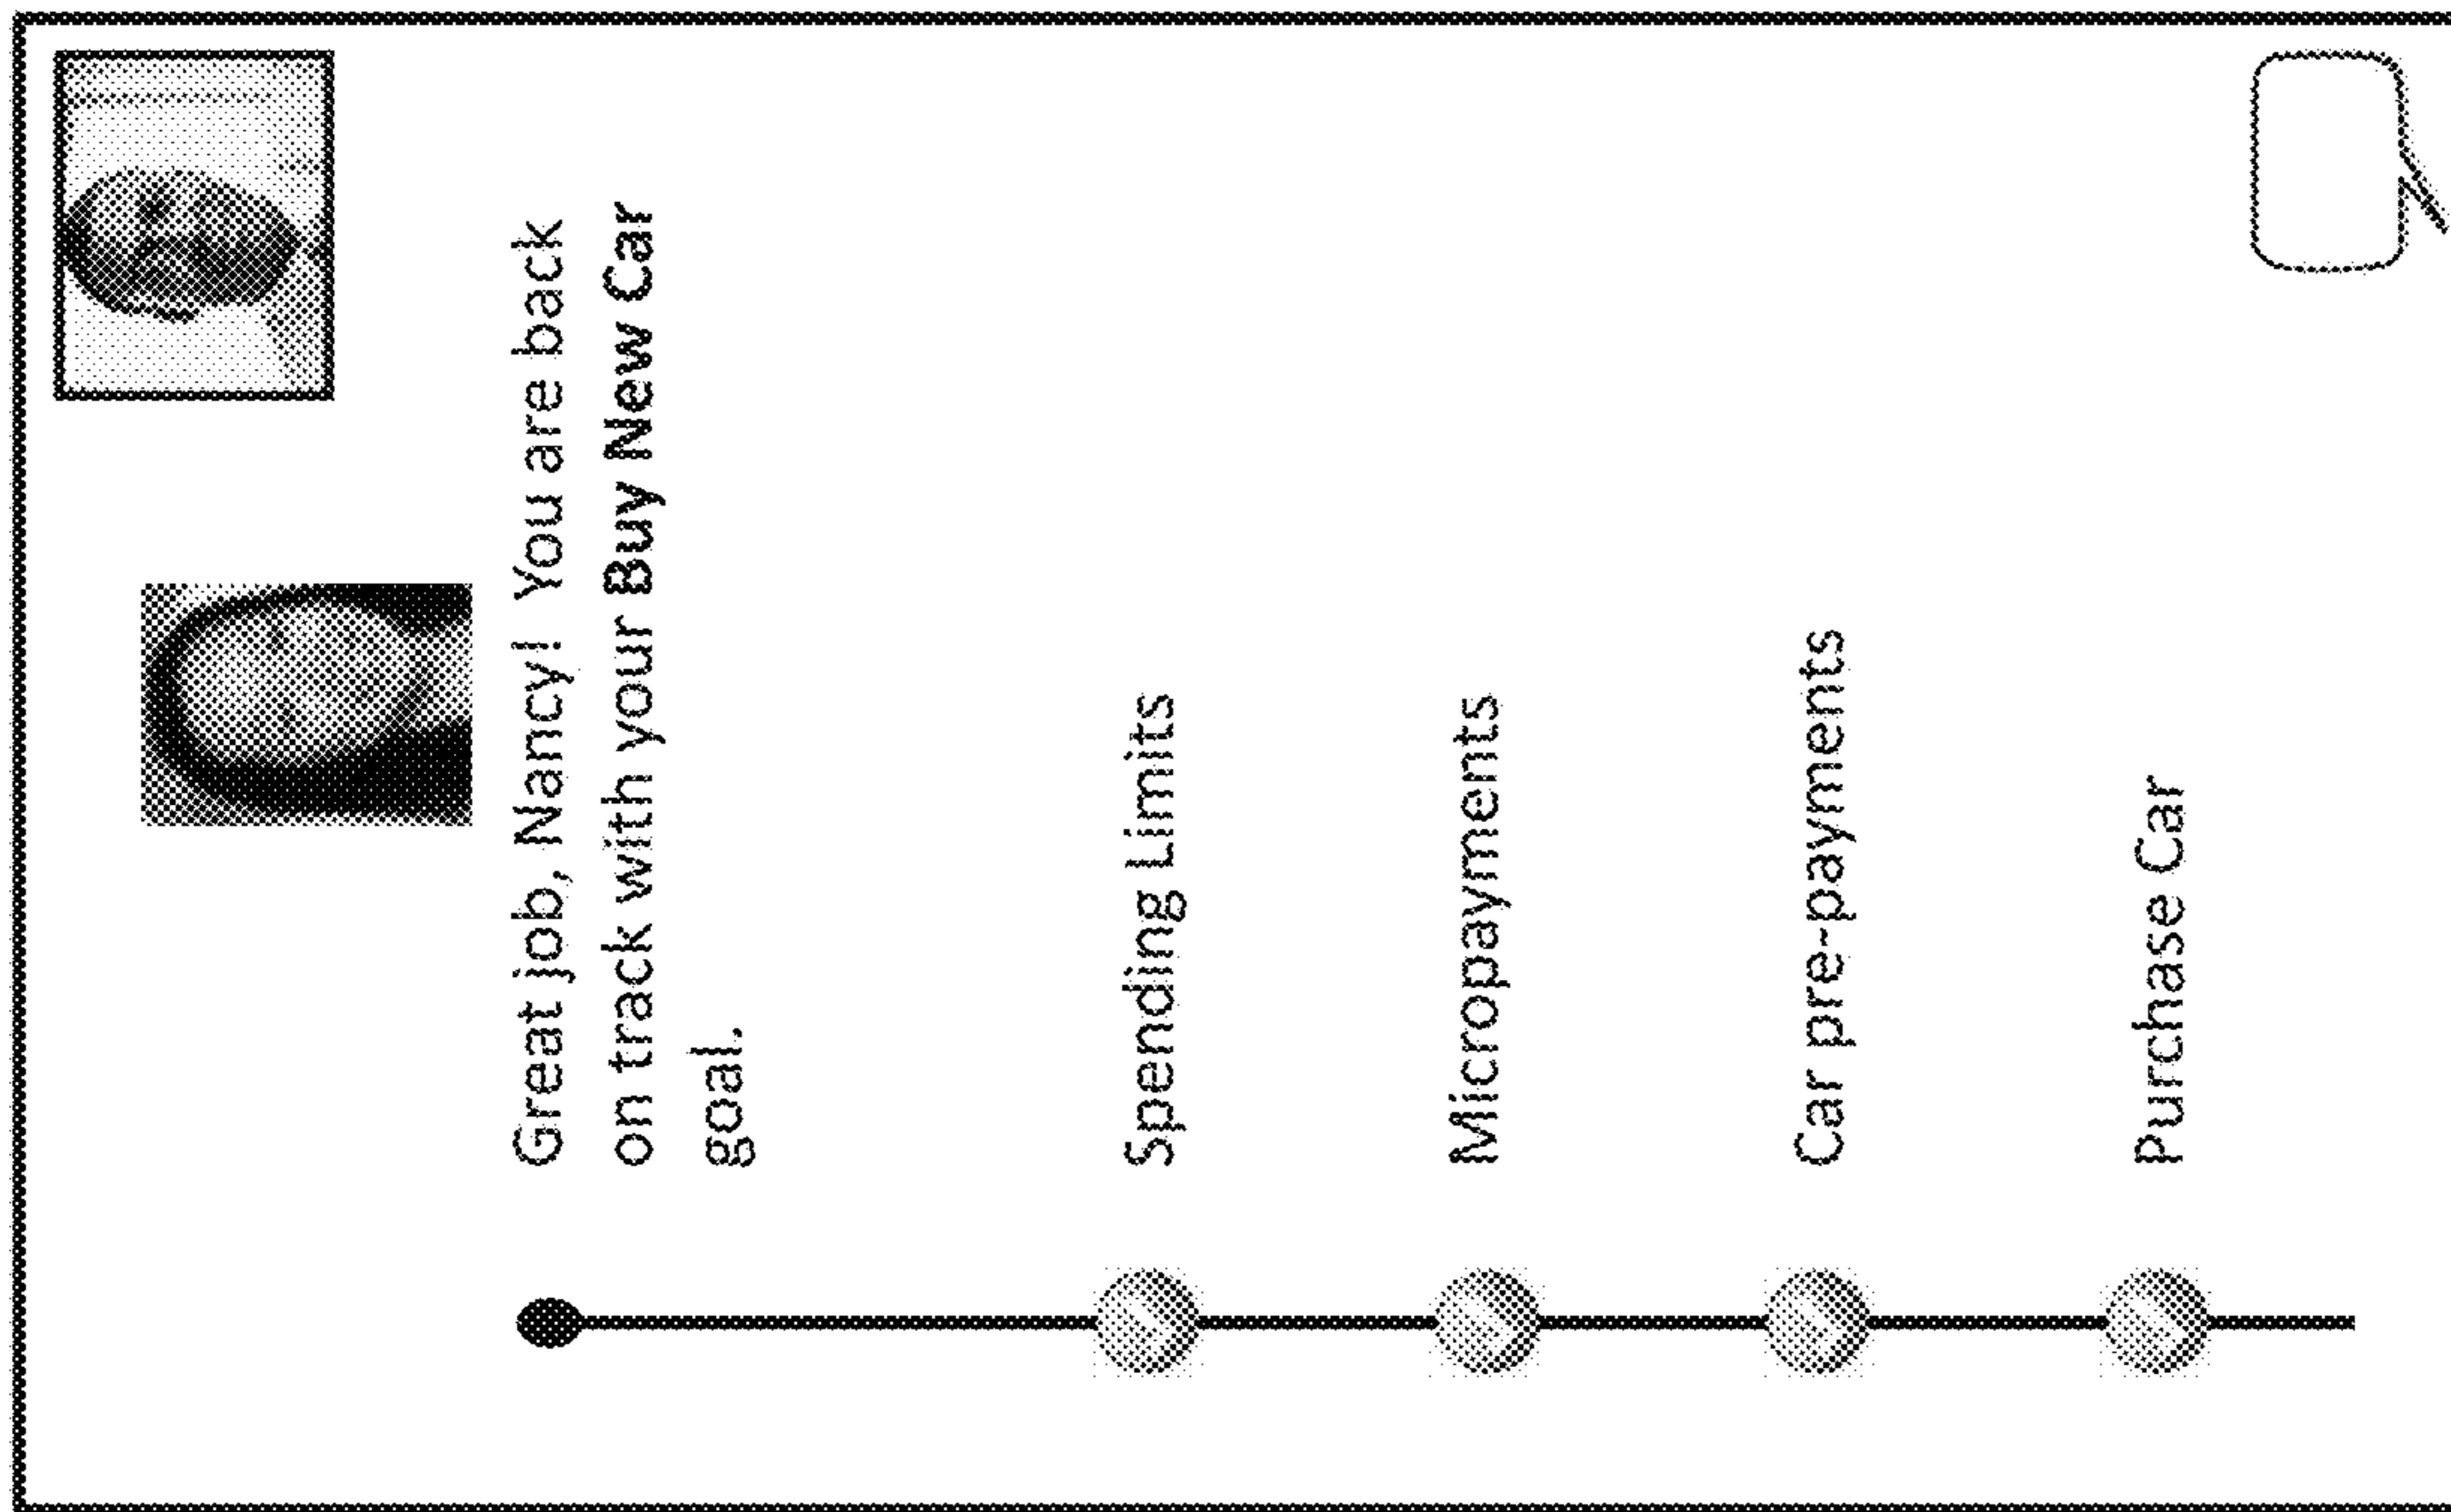 Great job, Nancy!  You are back
on track with your Buy New Car
goal.
Spending Limits
Micropayments
Car pre-payments
Purchase Car